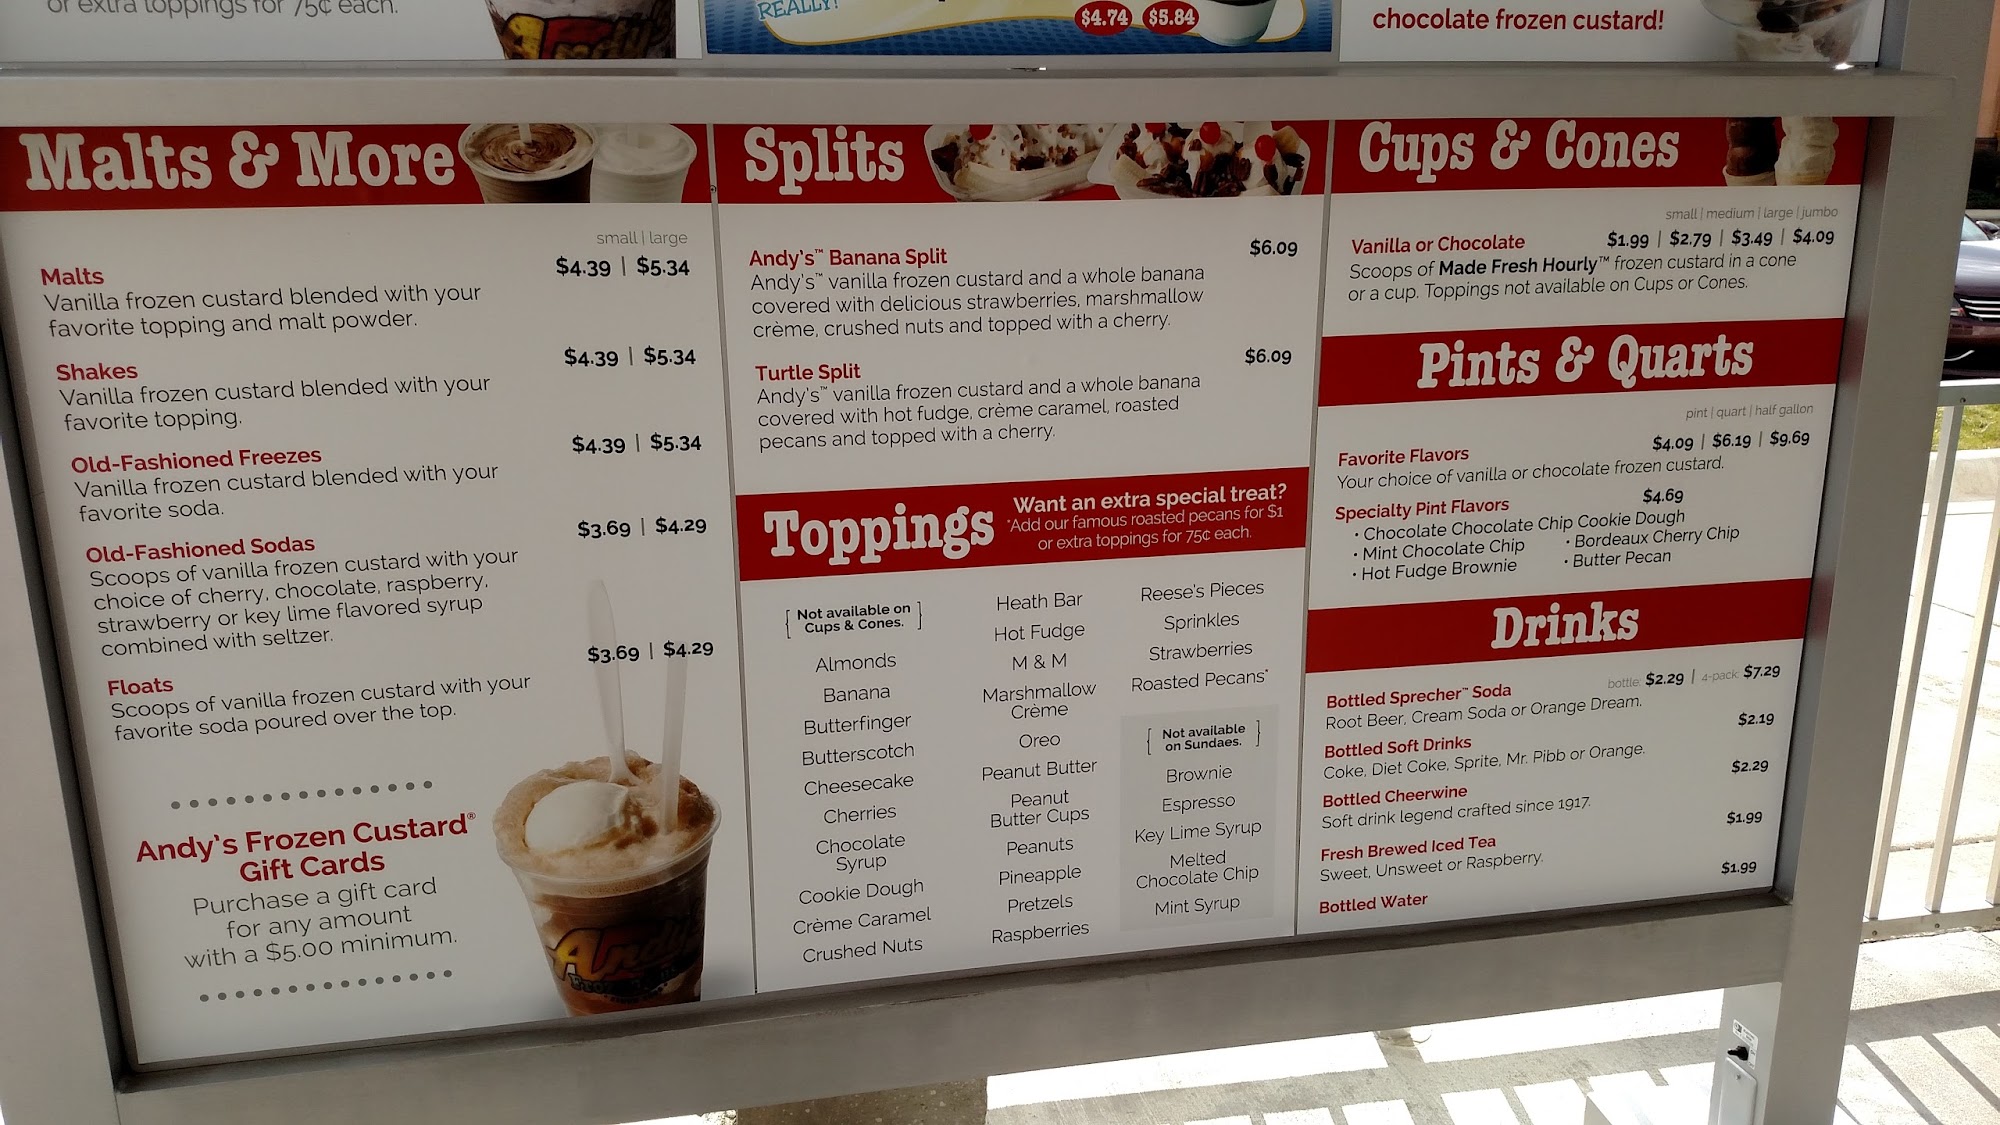 or extra toppings for 75¢ each.
REALLY!
$4.74 $5.84
chocolate frozen custard!
Malts & More
small | large
Malts $4.39 | $5.34
Vanilla frozen custard blended with your
favorite topping and malt powder.
Shakes $4.39 | $5.34
Vanilla frozen custard blended with your
favorite topping.
Old-Fashioned Freezes $4.39 | $5.34
Vanilla frozen custard blended with your
favorite soda.
Old-Fashioned Sodas $3.69 | $4.29
Scoops of vanilla frozen custard with your
choice of cherry, chocolate, raspberry,
strawberry or key lime flavored syrup
combined with seltzer.
Floats $3.69 | $4.29
Scoops of vanilla frozen custard with your
favorite soda poured over the top.
Andy's Frozen Custard®
Gift Cards
Purchase a gift card
for any amount
with a $5.00 minimum.
Andy's
Splits
Andy's™ Banana Split $6.09
Andy's™ vanilla frozen custard and a whole banana
covered with delicious strawberries, marshmallow
crème, crushed nuts and topped with a cherry.
Turtle Split $6.09
Andy's™ vanilla frozen custard and a whole banana
covered with hot fudge, crème caramel, roasted
pecans and topped with a cherry.
Toppings
Want an extra special treat?
*Add our famous roasted pecans for $1
or extra toppings for 75¢ each.
{ Not available on
Cups & Cones. }
Almonds
Banana
Butterfinger
Butterscotch
Cheesecake
Cherries
Chocolate
Syrup
Cookie Dough
Crème Caramel
Crushed Nuts
Heath Bar
Hot Fudge
M & M
Marshmallow
Crème
Oreo
Peanut Butter
Peanut
Butter Cups
Peanuts
Pineapple
Pretzels
Raspberries
Reese's Pieces
Sprinkles
Strawberries
Roasted Pecans*
{ Not available
on Sundaes. }
Brownie
Espresso
Key Lime Syrup
Melted
Chocolate Chip
Mint Syrup
Cups & Cones
small | medium | large | jumbo
Vanilla or Chocolate $1.99 | $2.79 | $3.49 | $4.09
Scoops of Made Fresh Hourly™ frozen custard in a cone
or a cup. Toppings not available on Cups or Cones.
Pints & Quarts
pint | quart | half gallon
Favorite Flavors $4.09 | $6.19 | $9.69
Your choice of vanilla or chocolate frozen custard.
Specialty Pint Flavors $4.69
• Chocolate Chocolate Chip Cookie Dough
• Mint Chocolate Chip • Bordeaux Cherry Chip
• Hot Fudge Brownie • Butter Pecan
Drinks
Bottled Sprecher™ Soda bottle: $2.29 | 4-pack: $7.29
Root Beer, Cream Soda or Orange Dream.
Bottled Soft Drinks $2.19
Coke, Diet Coke, Sprite, Mr. Pibb or Orange.
Bottled Cheerwine $2.29
Soft drink legend crafted since 1917.
Fresh Brewed Iced Tea $1.99
Sweet, Unsweet or Raspberry.
Bottled Water $1.99